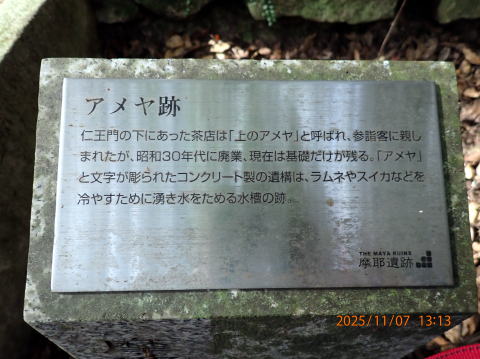 アメヤ跡
仁王門の下にあった茶店は「上のアメヤ」と呼ばれ、参詣客に親し
まれたが、昭和30年代に廃業、現在は基礎だけが残る。「アメヤ」
と文字が彫られたコンクリート製の遺構は、ラムネやスイカなどを
冷やすために湧き水をためる水槽の跡。
THE MAYA RUINS
摩耶遺跡
2025/11/07 13:13